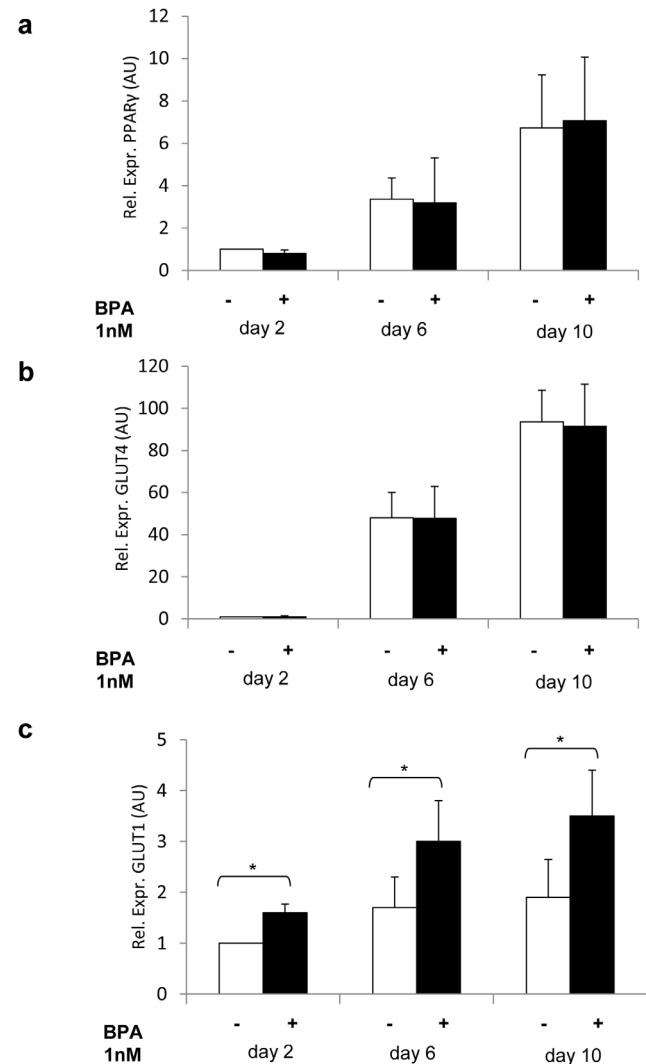 a
Rel. Expr. PPARγ (AU)
12
10
8
6
4
2
0
BPA 1nM
- + - + - +
day 2 day 6 day 10
b
Rel. Expr. GLUT4 (AU)
120
100
80
60
40
20
0
BPA 1nM
- + - + - +
day 2 day 6 day 10
c
Rel. Expr. GLUT1 (AU)
5
4
3
2
1
0
* * *
BPA 1nM
- + - + - +
day 2 day 6 day 10